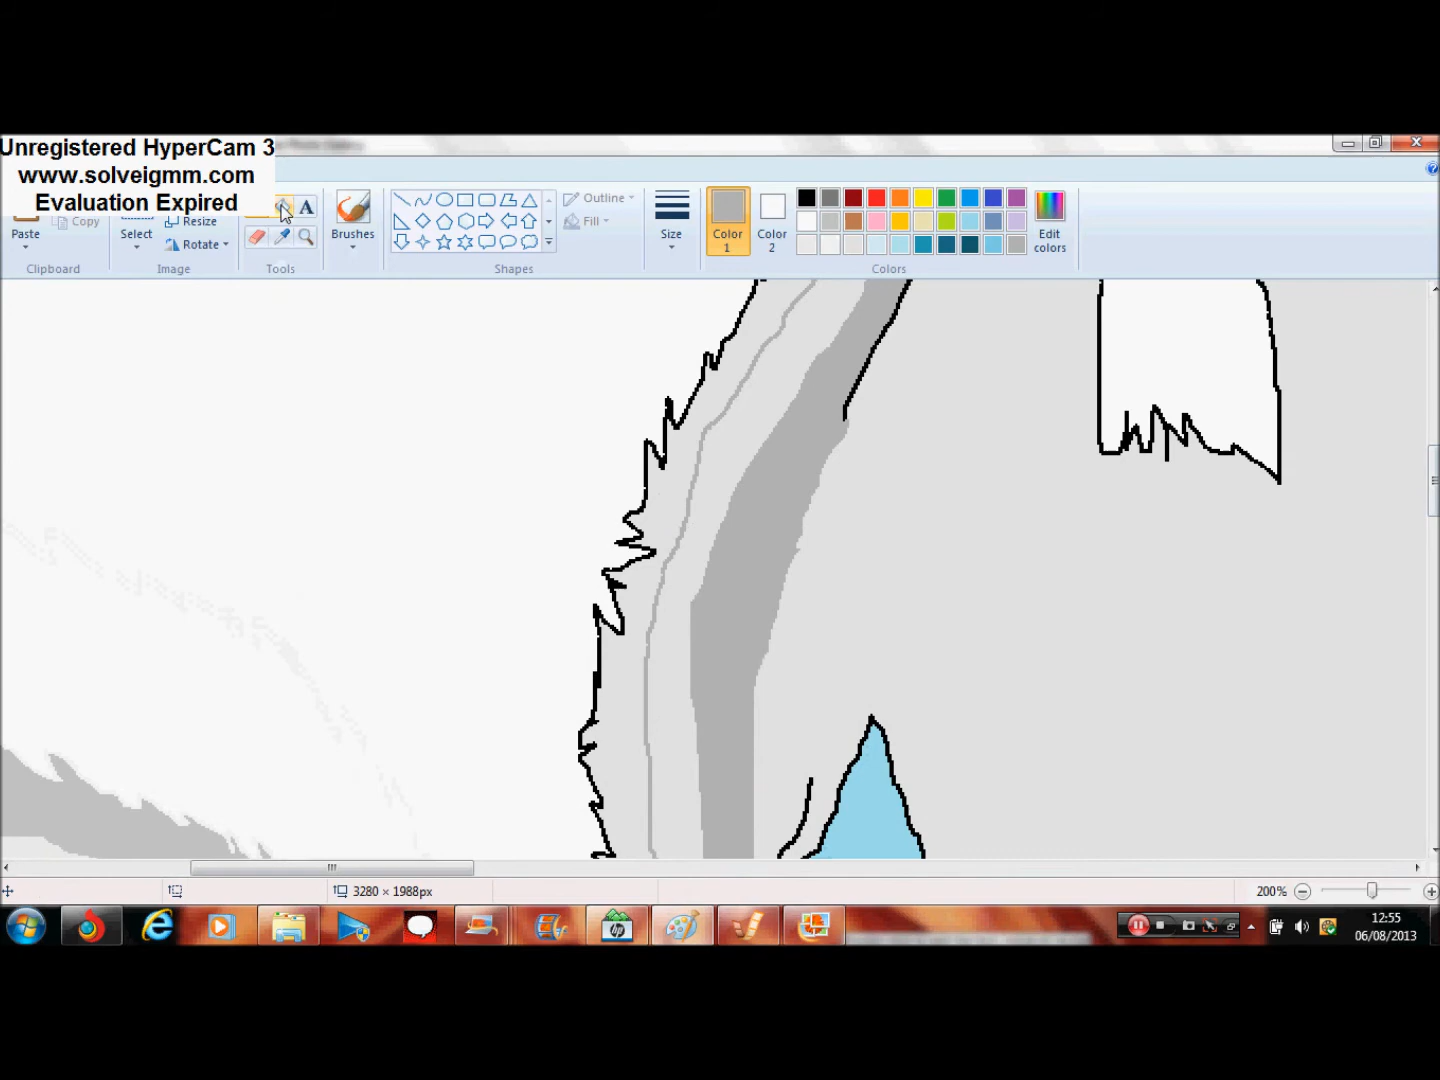 Unregistered HyperCam 3
www.solveigmm.com
Evaluation Expired
Paste
Copy
Clipboard
Select
Resize
Rotate
Image
A
Tools
Brushes
Outline
Fill
Shapes
Size
Color 1
Color 2
Edit colors
Colors
3280 × 1988px
200%
12:55
06/08/2013